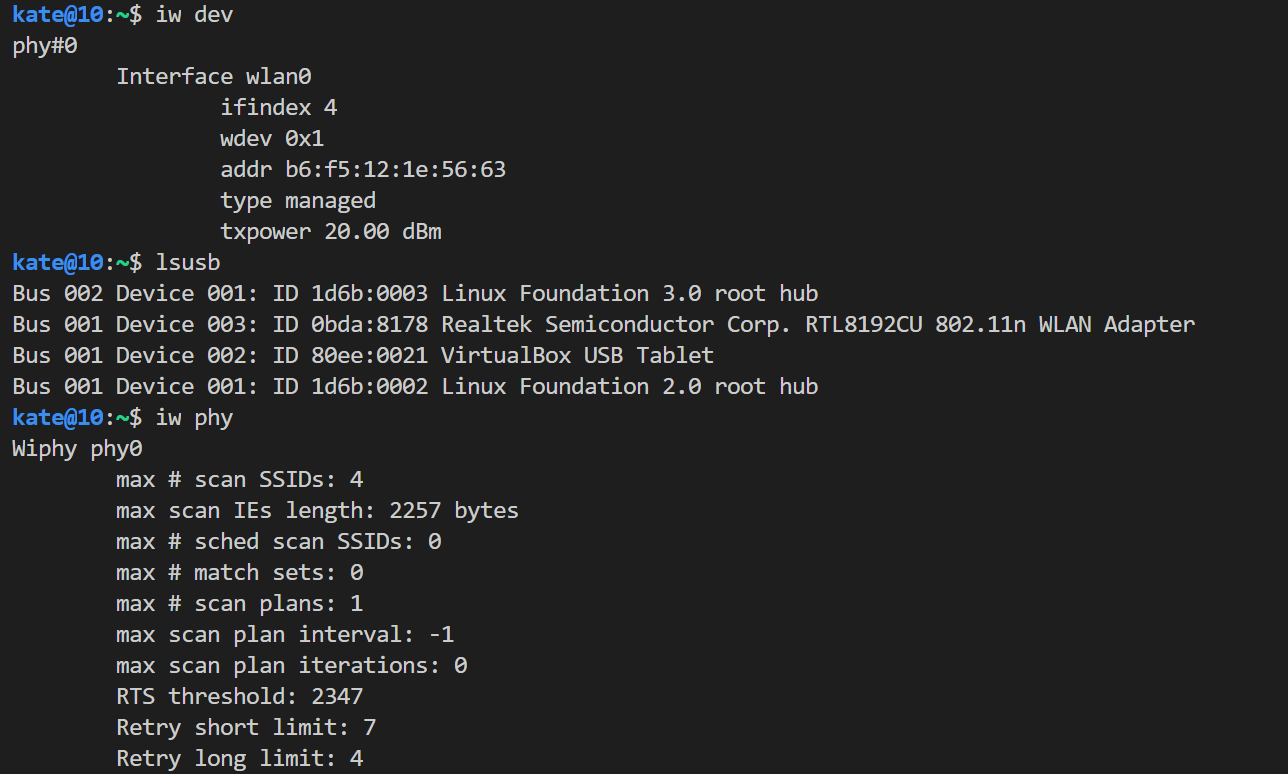 kate@10:~$ iw dev
phy#0
Interface wlan0
ifindex 4
wdev 0x1
addr b6:f5:12:1e:56:63
type managed
txpower 20.00 dBm
kate@10:~$ lsusb
Bus 002 Device 001: ID 1d6b:0003 Linux Foundation 3.0 root hub
Bus 001 Device 003: ID 0bda:8178 Realtek Semiconductor Corp. RTL8192CU 802.11n WLAN Adapter
Bus 001 Device 002: ID 80ee:0021 VirtualBox USB Tablet
Bus 001 Device 001: ID 1d6b:0002 Linux Foundation 2.0 root hub
kate@10:~$ iw phy
Wiphy phy0
max # scan SSIDs: 4
max scan IEs length: 2257 bytes
max # sched scan SSIDs: 0
max # match sets: 0
max # scan plans: 1
max scan plan interval: -1
max scan plan iterations: 0
RTS threshold: 2347
Retry short limit: 7
Retry long limit: 4